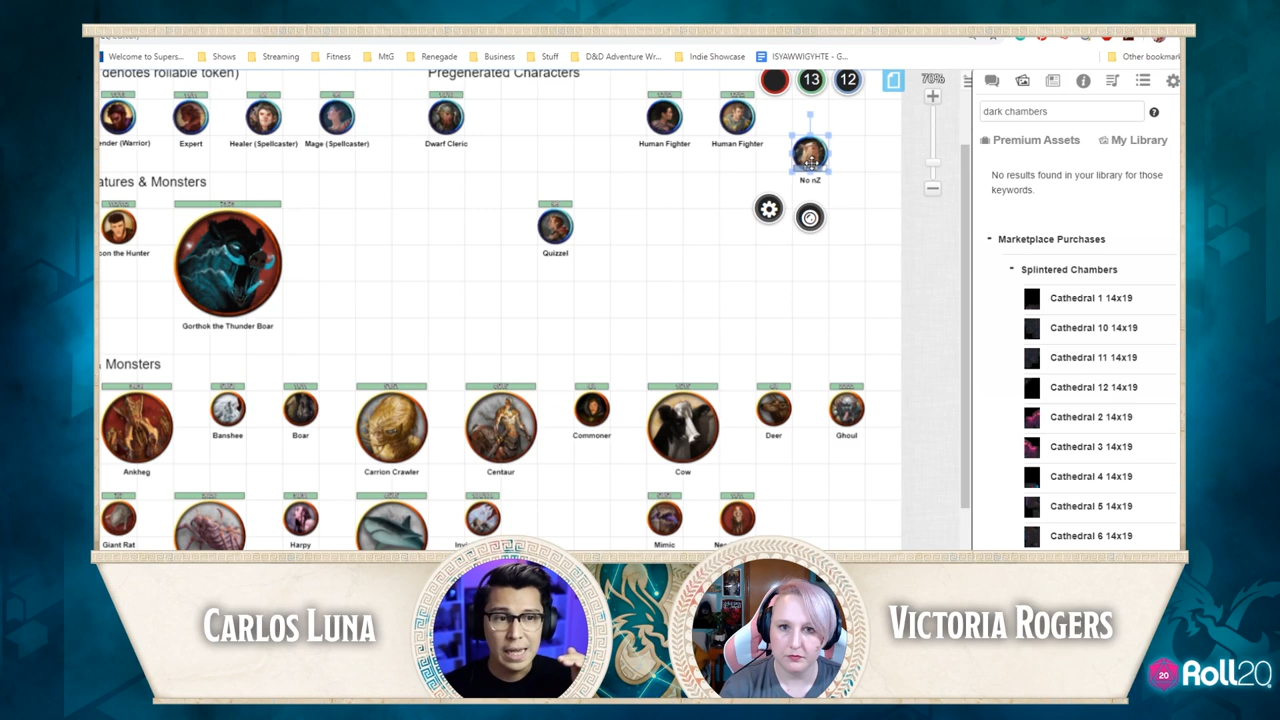 Welcome to Supers... Shows Streaming Fitness MtG Renegade Business Stuff D&D Adventure Wr... Indie Showcase ISYAWWIGYHTE - G... Other bookmark
denotes rollable token)
Pregenerated Characters
13 12
70%
dark chambers
Premium Assets My Library
No results found in your library for those
keywords.
ender (Warrior) Expert Healer (Spellcaster) Mage (Spellcaster) Dwarf Cleric Human Fighter Human Fighter
No nZ
atures & Monsters
con the Hunter
Quizzel
Gorthok the Thunder Boar
Marketplace Purchases
Splintered Chambers
Cathedral 1 14x19
Cathedral 10 14x19
Cathedral 11 14x19
Cathedral 12 14x19
Cathedral 2 14x19
Cathedral 3 14x19
Cathedral 4 14x19
Cathedral 5 14x19
Cathedral 6 14x19
Monsters
Banshee Boar Commoner Deer Ghoul
Ankheg Carrion Crawler Centaur Cow
Giant Rat Harpy Mimic
CARLOS LUNA
VICTORIA ROGERS
20 Roll20